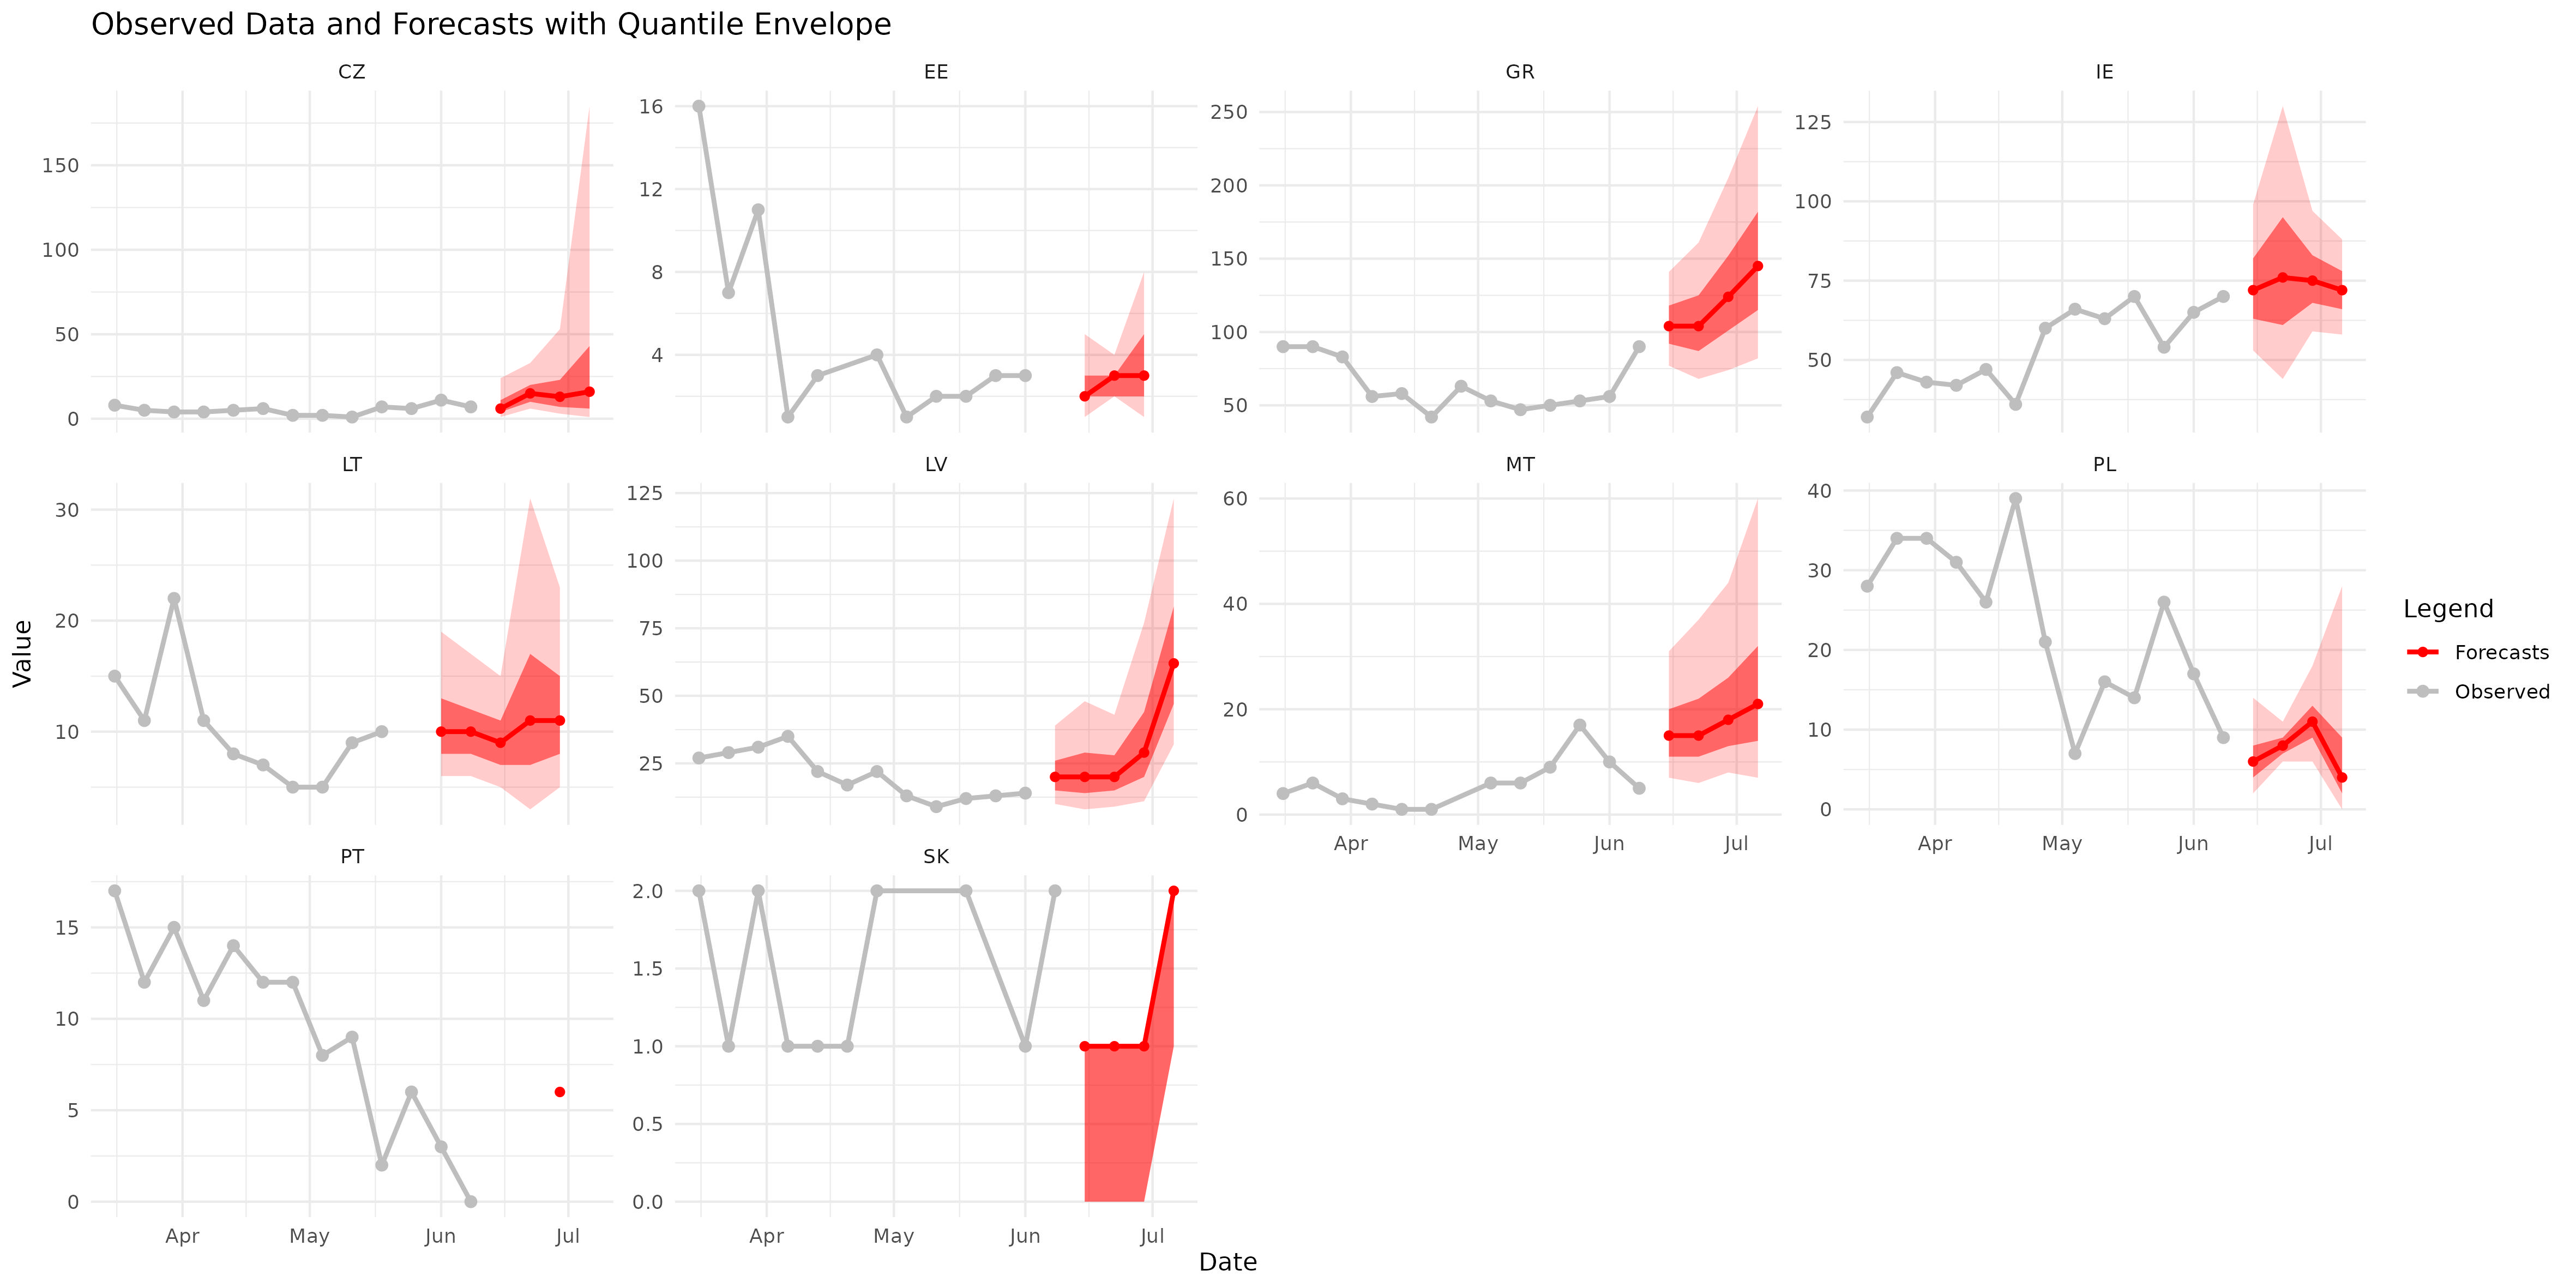 Observed Data and Forecasts with Quantile Envelope
CZ
EE
GR
IE
150
100
50
0
16
12
8
4
250
200
150
100
50
125
100
75
50
LT
LV
MT
PL
30
20
10
125
100
75
50
25
60
40
20
0
40
30
20
10
0
Apr May Jun Jul
Apr May Jun Jul
PT
SK
15
10
5
0
2.0
1.5
1.0
0.5
0.0
Apr May Jun Jul
Apr May Jun Jul
Value
Date
Legend
Forecasts
Observed